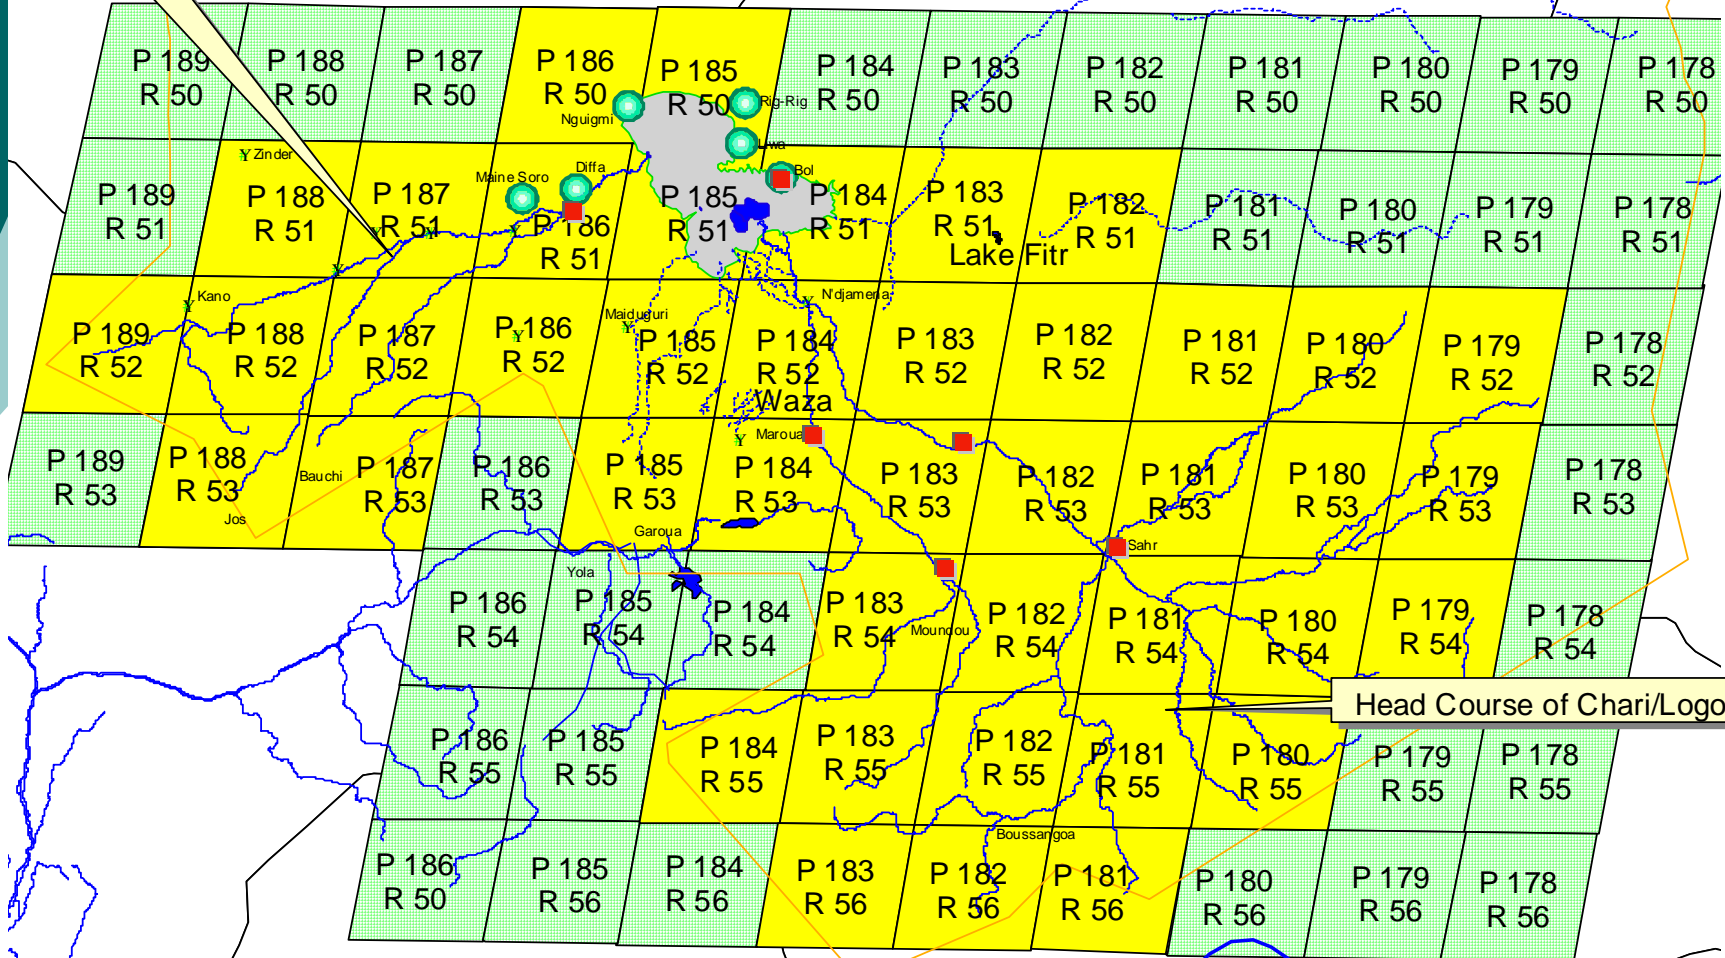 P 189
R 50
P 188
R 50
P 187
R 50
P 186
R 50
P 185
R 50
P 184
R 50
P 183
R 50
P 182
R 50
P 181
R 50
P 180
R 50
P 179
R 50
P 178
R 50
Nguigmi
Rig-Rig
Liwa
Bol
Zinder
Maine Soro
Diffa
P 189
R 51
P 188
R 51
P 187
R 51
P 186
R 51
P 185
R 51
P 184
R 51
P 183
R 51
P 182
R 51
P 181
R 51
P 180
R 51
P 179
R 51
P 178
R 51
Lake Fitr
Kano
Maiduguri
N'djamena
P 189
R 52
P 188
R 52
P 187
R 52
P 186
R 52
P 185
R 52
P 184
R 52
P 183
R 52
P 182
R 52
P 181
R 52
P 180
R 52
P 179
R 52
P 178
R 52
Waza
Maroua
P 189
R 53
P 188
R 53
P 187
R 53
P 186
R 53
P 185
R 53
P 184
R 53
P 183
R 53
P 182
R 53
P 181
R 53
P 180
R 53
P 179
R 53
P 178
R 53
Bauchi
Jos
Garoua
Sahr
Yola
P 186
R 54
P 185
R 54
P 184
R 54
P 183
R 54
P 182
R 54
P 181
R 54
P 180
R 54
P 179
R 54
P 178
R 54
Moundou
Head Course of Chari/Logo
P 186
R 55
P 185
R 55
P 184
R 55
P 183
R 55
P 182
R 55
P 181
R 55
P 180
R 55
P 179
R 55
P 178
R 55
Boussangoa
P 186
R 50
P 185
R 56
P 184
R 56
P 183
R 56
P 182
R 56
P 181
R 56
P 180
R 56
P 179
R 56
P 178
R 56